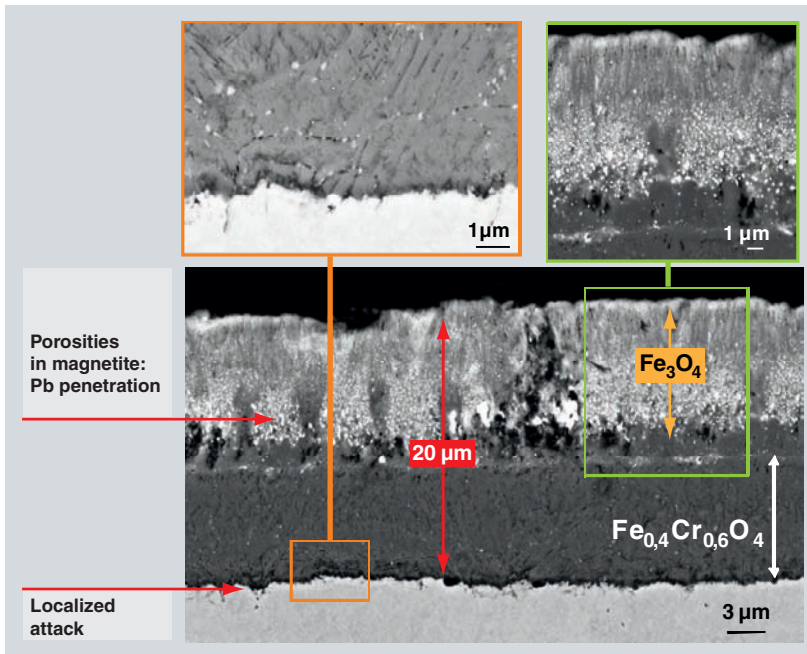 1 μm
1 μm
Porosities
in magnetite:
Pb penetration
Fe₃O₄
20 μm
Fe₀,₄Cr₀,₆O₄
Localized
attack
3 μm